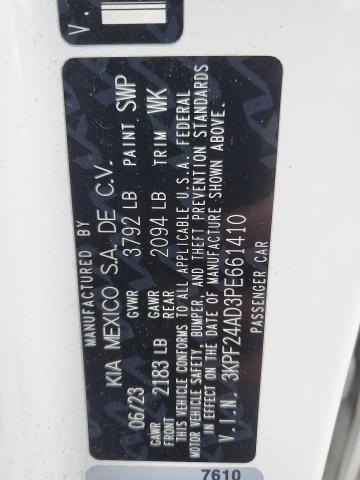 V.
MANUFACTURED BY
KIA MEXICO S.A. DE C.V.
06/23 GVWR 3792 LB PAINT SWP
GAWR FRONT 2183 LB GAWR REAR 2094 LB TRIM WK
THIS VEHICLE CONFORMS TO ALL APPLICABLE U.S.A. FEDERAL
MOTOR VEHICLE SAFETY, BUMPER, AND THEFT PREVENTION STANDARDS
IN EFFECT ON THE DATE OF MANUFACTURE SHOWN ABOVE.
V.I.N. 3KPF24AD3PE661410
PASSENGER CAR
7610